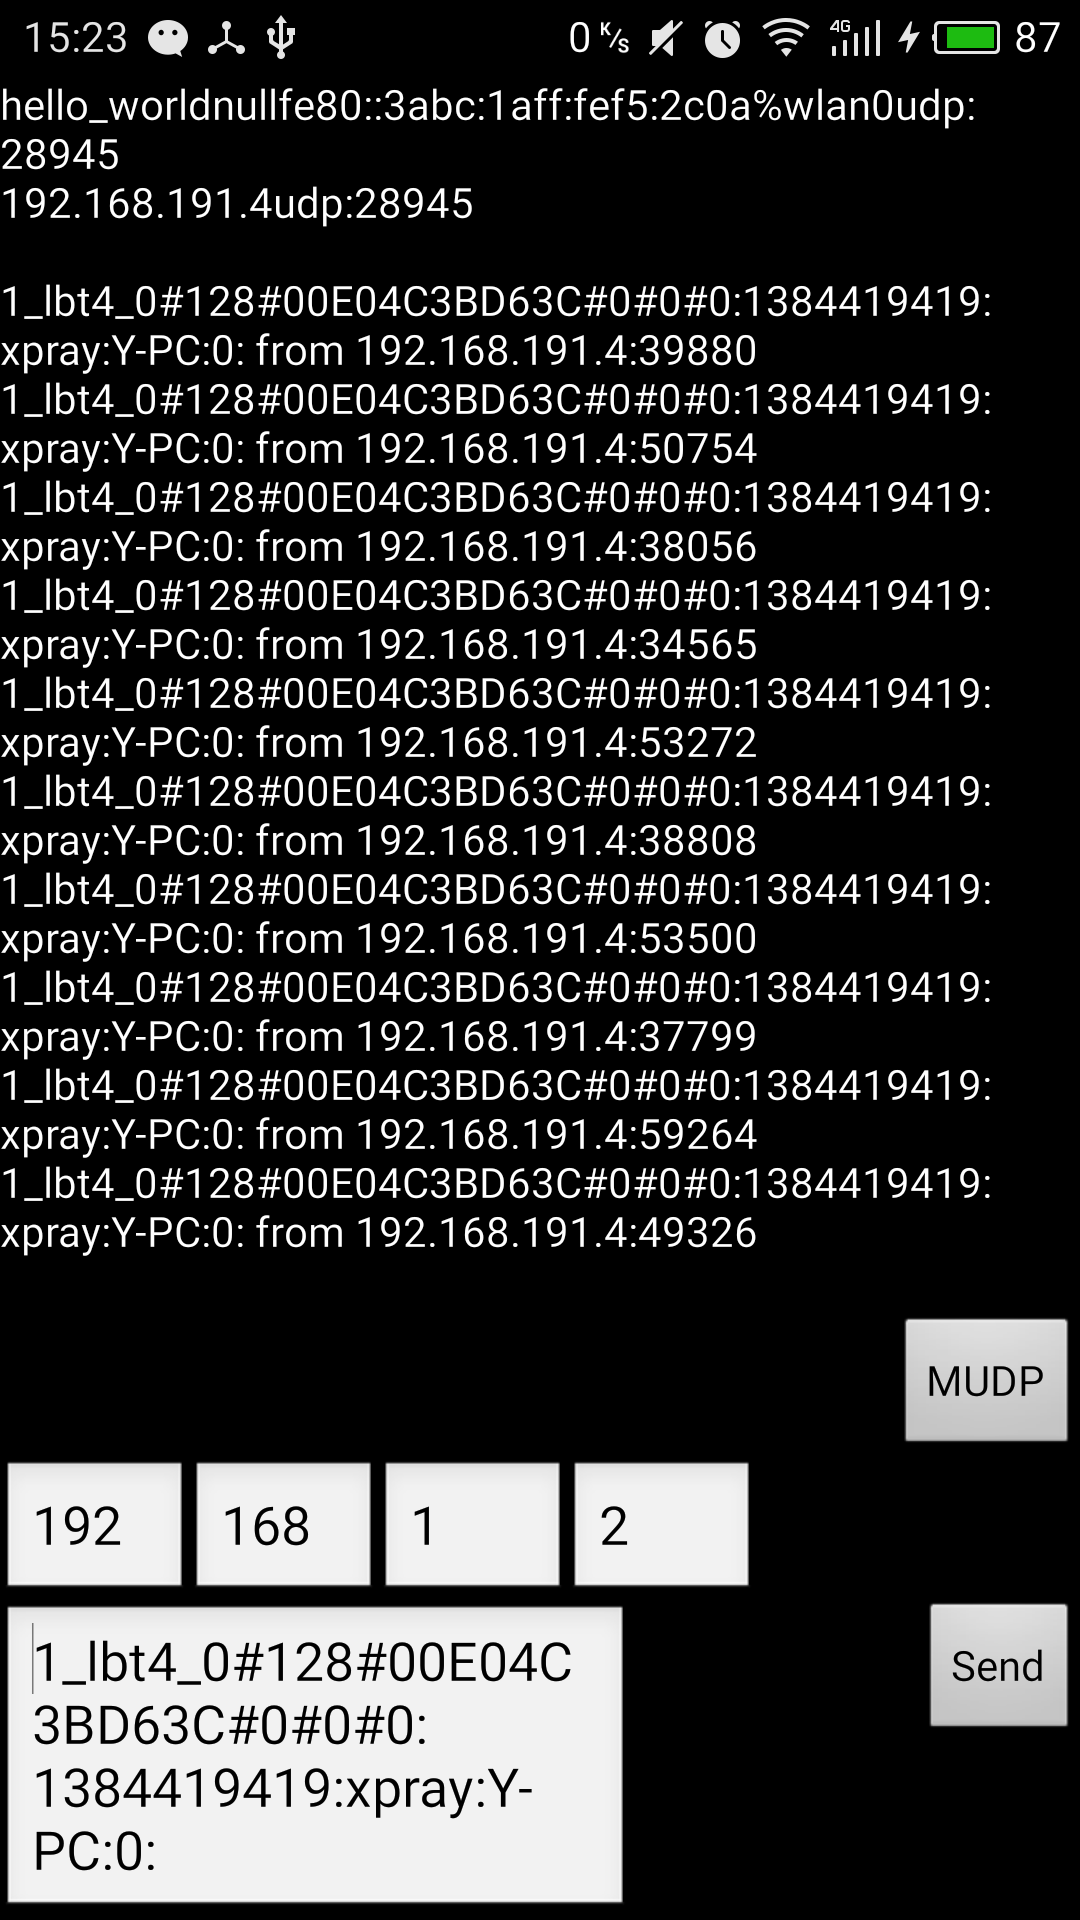 15:23 0 K/s 4G 87
hello_worldnullfe80::3abc:1aff:fef5:2c0a%wlan0udp:
28945
192.168.191.4udp:28945
1_lbt4_0#128#00E04C3BD63C#0#0#0:1384419419:
xpray:Y-PC:0: from 192.168.191.4:39880
1_lbt4_0#128#00E04C3BD63C#0#0#0:1384419419:
xpray:Y-PC:0: from 192.168.191.4:50754
1_lbt4_0#128#00E04C3BD63C#0#0#0:1384419419:
xpray:Y-PC:0: from 192.168.191.4:38056
1_lbt4_0#128#00E04C3BD63C#0#0#0:1384419419:
xpray:Y-PC:0: from 192.168.191.4:34565
1_lbt4_0#128#00E04C3BD63C#0#0#0:1384419419:
xpray:Y-PC:0: from 192.168.191.4:53272
1_lbt4_0#128#00E04C3BD63C#0#0#0:1384419419:
xpray:Y-PC:0: from 192.168.191.4:38808
1_lbt4_0#128#00E04C3BD63C#0#0#0:1384419419:
xpray:Y-PC:0: from 192.168.191.4:53500
1_lbt4_0#128#00E04C3BD63C#0#0#0:1384419419:
xpray:Y-PC:0: from 192.168.191.4:37799
1_lbt4_0#128#00E04C3BD63C#0#0#0:1384419419:
xpray:Y-PC:0: from 192.168.191.4:59264
1_lbt4_0#128#00E04C3BD63C#0#0#0:1384419419:
xpray:Y-PC:0: from 192.168.191.4:49326
MUDP
192 168 1 2
1_lbt4_0#128#00E04C
3BD63C#0#0#0:
1384419419:xpray:Y-
PC:0:
Send